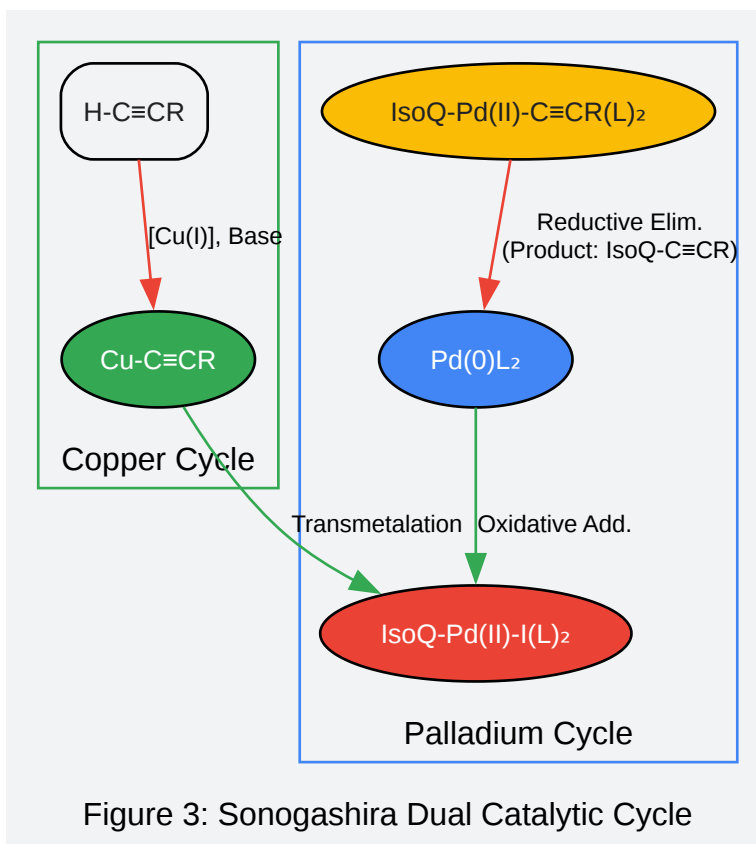 H-C≡CR
IsoQ-Pd(II)-C≡CR(L)₂
[Cu(I)], Base
Reductive Elim.
(Product: IsoQ-C≡CR)
Cu-C≡CR
Pd(0)L₂
Copper Cycle
Transmetalation
Oxidative Add.
IsoQ-Pd(II)-I(L)₂
Palladium Cycle
Figure 3: Sonogashira Dual Catalytic Cycle